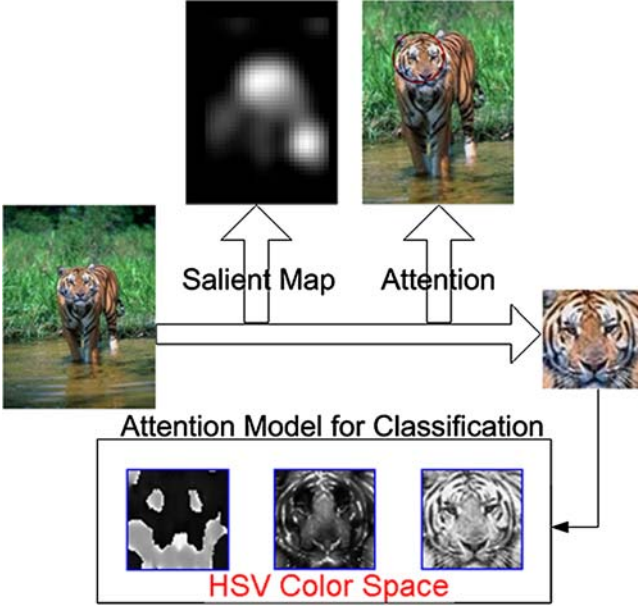 Salient Map
Attention
Attention Model for Classification
HSV Color Space